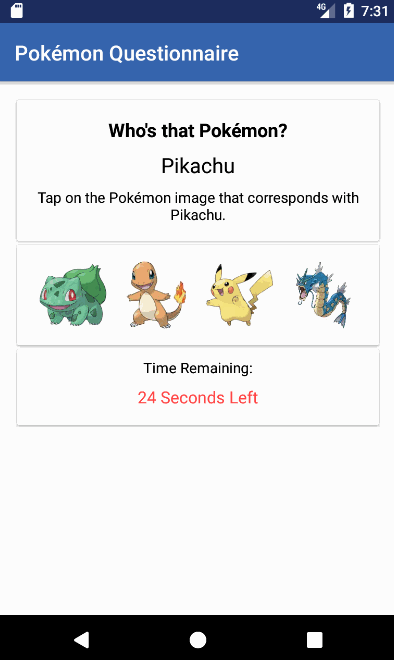 4G 7:31
Pokémon Questionnaire
Who's that Pokémon?
Pikachu
Tap on the Pokémon image that corresponds with
Pikachu.
Time Remaining:
24 Seconds Left